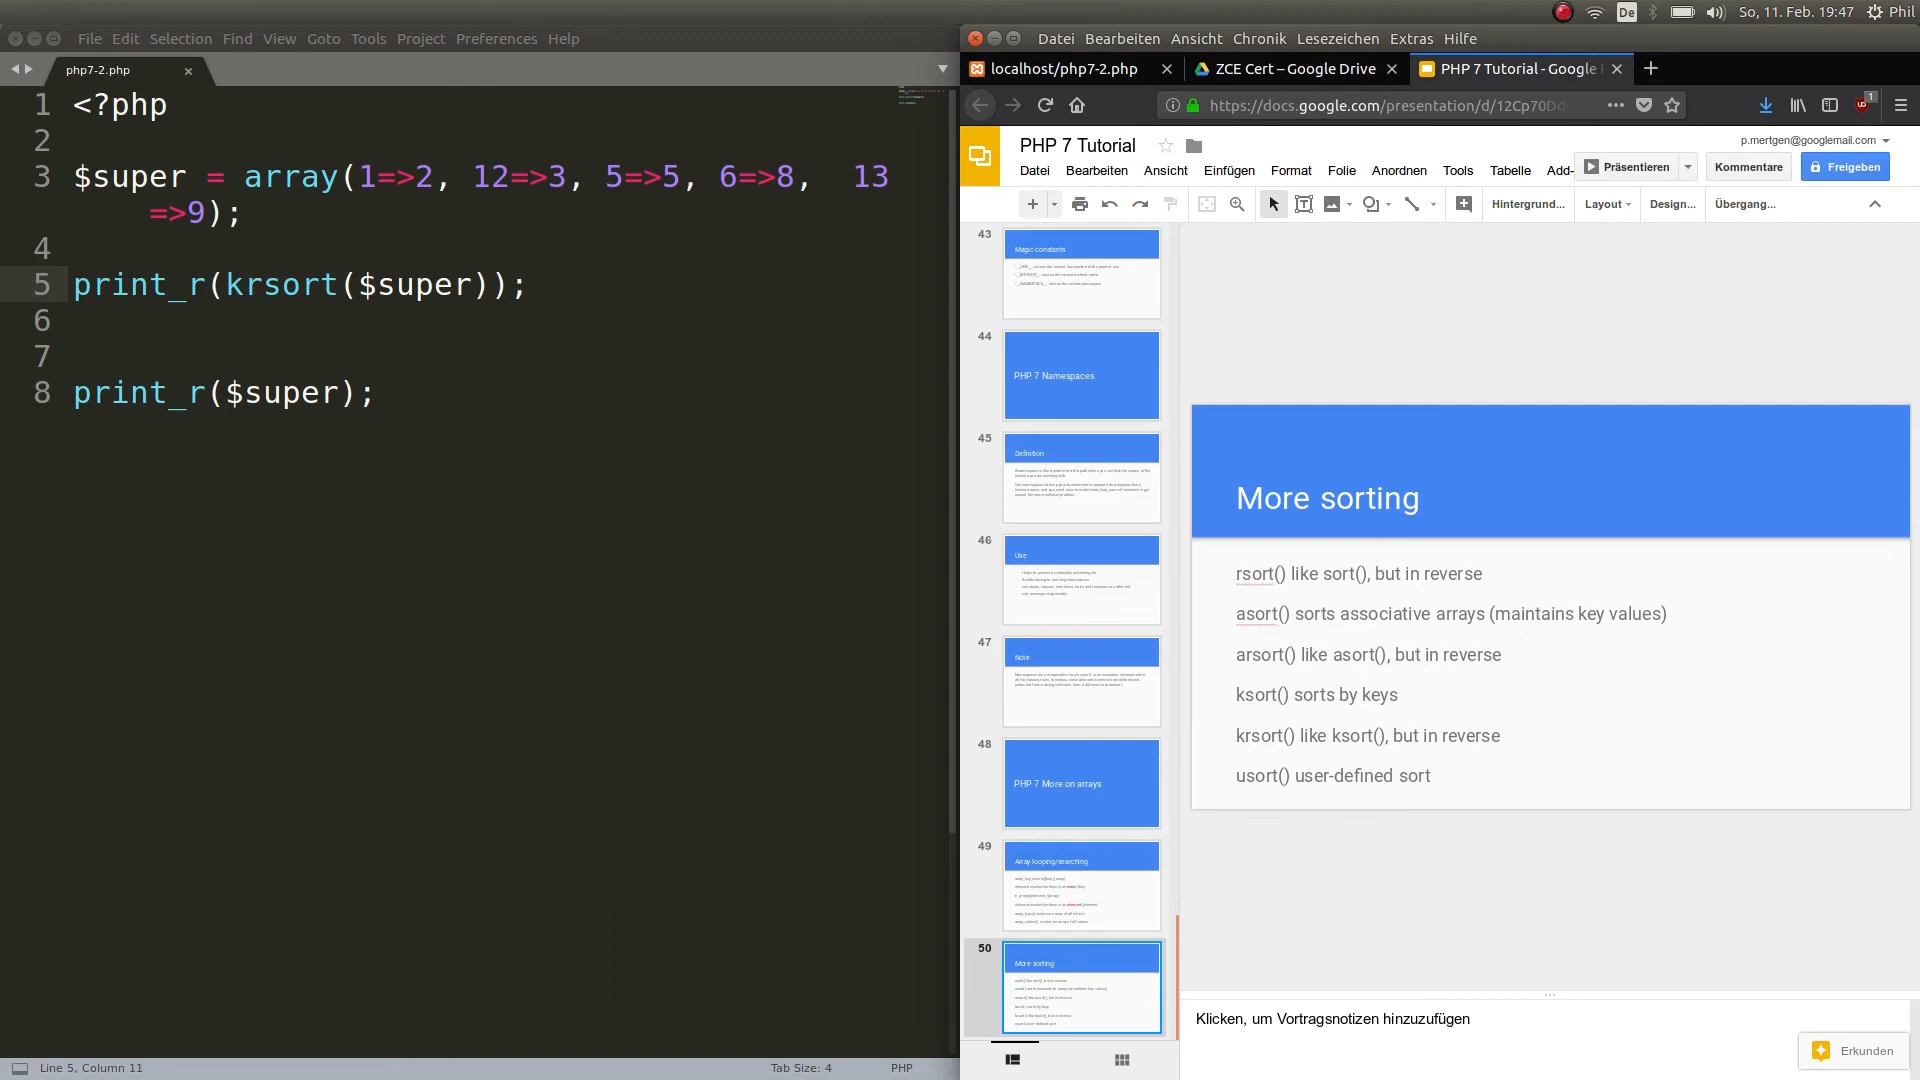 De
So, 11. Feb. 19:47
Phil
File Edit Selection Find View Goto Tools Project Preferences Help
Datei Bearbeiten Ansicht Chronik Lesezeichen Extras Hilfe
php7-2.php
localhost/php7-2.php
ZCE Cert – Google Drive
PHP 7 Tutorial - Google
https://docs.google.com/presentation/d/12Cp70D
1
1 <?php
2
3 $super = array(1=>2, 12=>3, 5=>5, 6=>8, 13
=>9);
4
5 print_r(krsort($super));
6
7
8 print_r($super);
PHP 7 Tutorial
p.mertgen@googlemail.com
Datei Bearbeiten Ansicht Einfügen Format Folie Anordnen Tools Tabelle Add-
Präsentieren
Kommentare
Freigeben
Hintergrund... Layout Design... Übergang...
43
Magic constants
44
PHP 7 Namespaces
45
Definition
46
Use
47
Note
48
PHP 7 More on arrays
49
Array looping/searching
50
More sorting
More sorting
rsort() like sort(), but in reverse
asort() sorts associative arrays (maintains key values)
arsort() like asort(), but in reverse
ksort() sorts by keys
krsort() like ksort(), but in reverse
usort() user-defined sort
Klicken, um Vortragsnotizen hinzuzufügen
Erkunden
Line 5, Column 11
Tab Size: 4
PHP